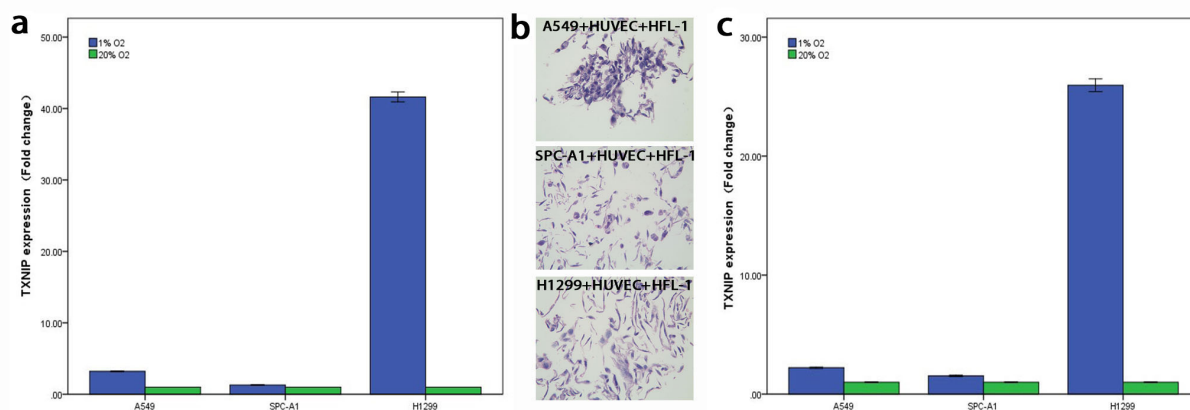 a
TXNIP expression (Fold change)
50.00
40.00
30.00
20.00
10.00
.00
1% O2
20% O2
A549
SPC-A1
H1299
b
A549+HUVEC+HFL-1
SPC-A1+HUVEC+HFL-1
H1299+HUVEC+HFL-1
c
TXNIP expression (Fold change)
30.00
20.00
10.00
.00
1% O2
20% O2
A549
SPC-A1
H1299